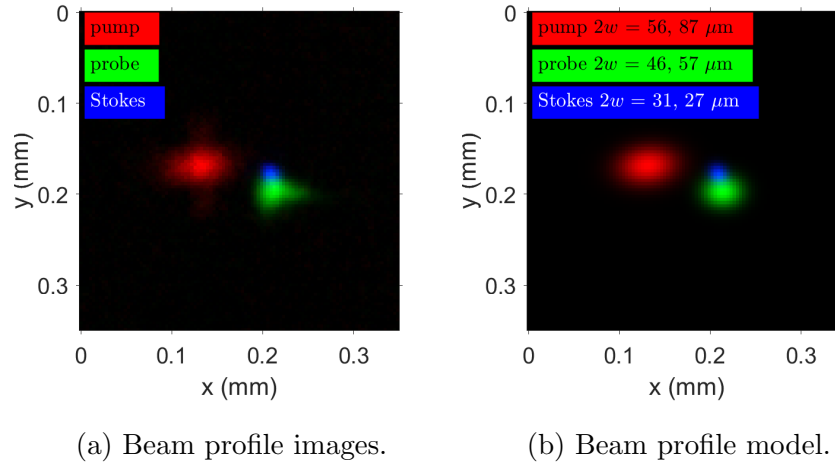 pump
probe
Stokes
0
0.1
0.2
0.3
y (mm)
0
0.1
0.2
0.3
x (mm)
(a) Beam profile images.
pump 2w = 56, 87 μm
probe 2w = 46, 57 μm
Stokes 2w = 31, 27 μm
0
0.1
0.2
0.3
y (mm)
0
0.1
0.2
0.3
x (mm)
(b) Beam profile model.